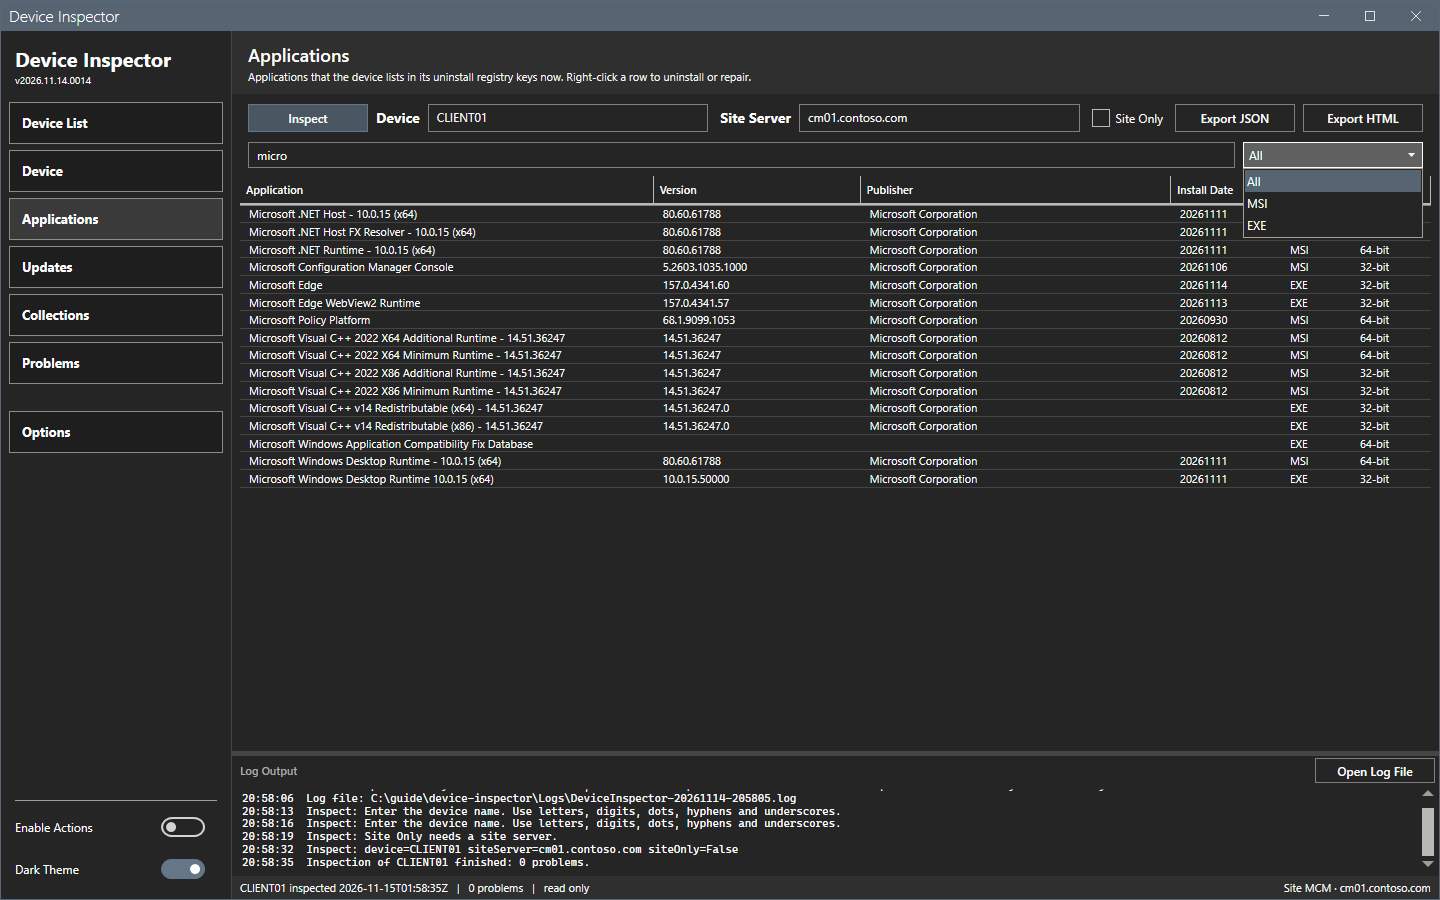 Device Inspector
Device Inspector
v2026.11.14.0014
Device List
Device
Applications
Updates
Collections
Problems
Options
Enable Actions
Dark Theme
Applications
Applications that the device lists in its uninstall registry keys now. Right-click a row to uninstall or repair.
Inspect Device CLIENT01 Site Server cm01.contoso.com Site Only Export JSON Export HTML
micro All
All
MSI
EXE
Application Version Publisher Install Date
Microsoft .NET Host - 10.0.15 (x64) 80.60.61788 Microsoft Corporation 20261111
Microsoft .NET Host FX Resolver - 10.0.15 (x64) 80.60.61788 Microsoft Corporation 20261111
Microsoft .NET Runtime - 10.0.15 (x64) 80.60.61788 Microsoft Corporation 20261111 MSI 64-bit
Microsoft Configuration Manager Console 5.2603.1035.1000 Microsoft Corporation 20261106 MSI 32-bit
Microsoft Edge 157.0.4341.60 Microsoft Corporation 20261114 EXE 32-bit
Microsoft Edge WebView2 Runtime 157.0.4341.57 Microsoft Corporation 20261113 EXE 32-bit
Microsoft Policy Platform 68.1.9099.1053 Microsoft Corporation 20260930 MSI 64-bit
Microsoft Visual C++ 2022 X64 Additional Runtime - 14.51.36247 14.51.36247 Microsoft Corporation 20260812 MSI 64-bit
Microsoft Visual C++ 2022 X64 Minimum Runtime - 14.51.36247 14.51.36247 Microsoft Corporation 20260812 MSI 64-bit
Microsoft Visual C++ 2022 X86 Additional Runtime - 14.51.36247 14.51.36247 Microsoft Corporation 20260812 MSI 32-bit
Microsoft Visual C++ 2022 X86 Minimum Runtime - 14.51.36247 14.51.36247 Microsoft Corporation 20260812 MSI 32-bit
Microsoft Visual C++ v14 Redistributable (x64) - 14.51.36247 14.51.36247.0 Microsoft Corporation EXE 32-bit
Microsoft Visual C++ v14 Redistributable (x86) - 14.51.36247 14.51.36247.0 Microsoft Corporation EXE 32-bit
Microsoft Windows Application Compatibility Fix Database EXE 64-bit
Microsoft Windows Desktop Runtime - 10.0.15 (x64) 80.60.61788 Microsoft Corporation 20261111 MSI 64-bit
Microsoft Windows Desktop Runtime 10.0.15 (x64) 10.0.15.50000 Microsoft Corporation 20261111 EXE 32-bit
Log Output Open Log File
20:58:06 Log file: C:\guide\device-inspector\Logs\DeviceInspector-20261114-205805.log
20:58:13 Inspect: Enter the device name. Use letters, digits, dots, hyphens and underscores.
20:58:16 Inspect: Enter the device name. Use letters, digits, dots, hyphens and underscores.
20:58:19 Inspect: Site Only needs a site server.
20:58:32 Inspect: device=CLIENT01 siteServer=cm01.contoso.com siteOnly=False
20:58:35 Inspection of CLIENT01 finished: 0 problems.
CLIENT01 inspected 2026-11-15T01:58:35Z | 0 problems | read only Site MCM · cm01.contoso.com